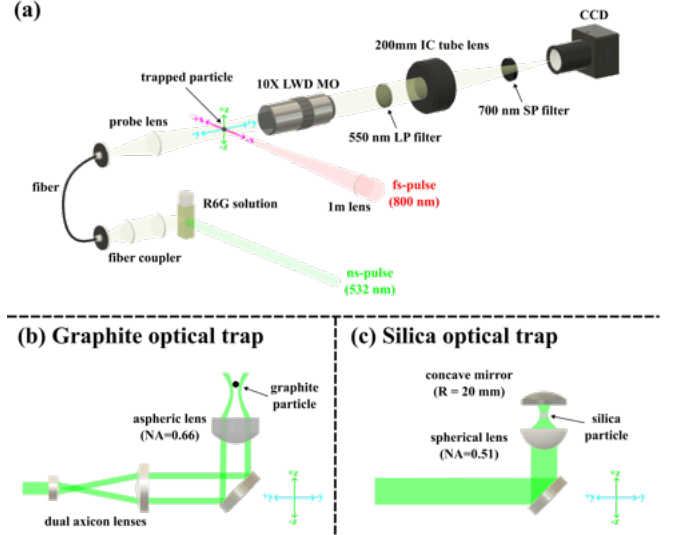 (a)
CCD
200mm IC tube lens
trapped particle
10X LWD MO
+z
+x
+y
-y
-x
-z
probe lens
700 nm SP filter
550 nm LP filter
fiber
R6G solution
1m lens
fs-pulse
(800 nm)
fiber coupler
ns-pulse
(532 nm)
(b) Graphite optical trap
graphite
particle
aspheric lens
(NA=0.66)
+z
+y
-y
-z
dual axicon lenses
(c) Silica optical trap
concave mirror
(R = 20 mm)
silica
particle
spherical lens
(NA=0.51)
+z
+y
-y
-z